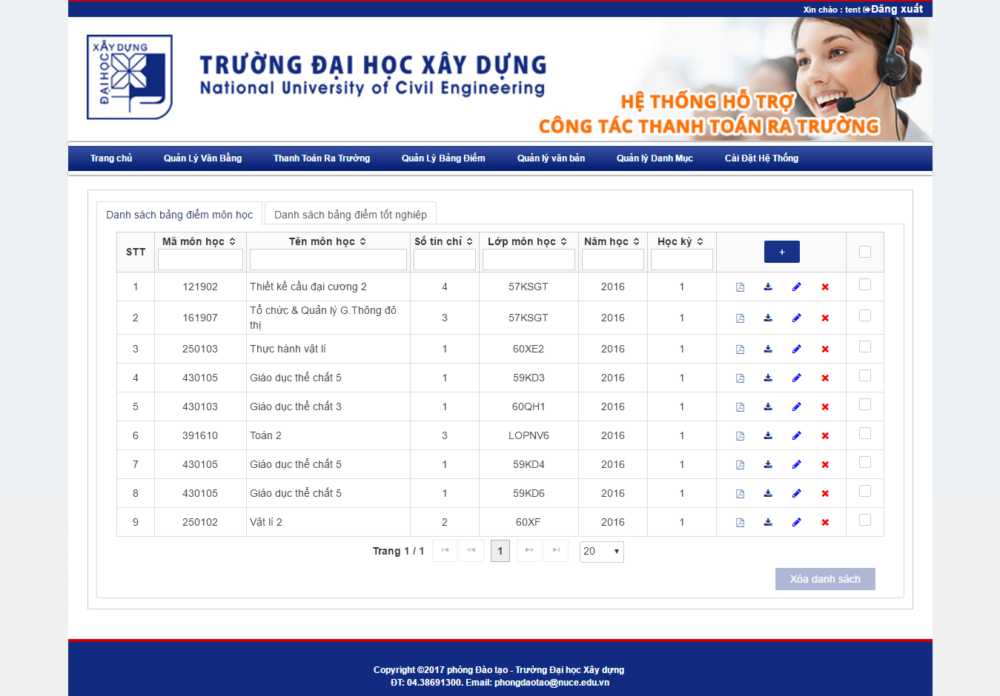 Xin chào : tent Đăng xuất
XÂY DỰNG
ĐẠI HỌC
TRƯỜNG ĐẠI HỌC XÂY DỰNG
National University of Civil Engineering
HỆ THỐNG HỖ TRỢ
CÔNG TÁC THANH TOÁN RA TRƯỜNG
Trang chủ Quản Lý Văn Bằng Thanh Toán Ra Trường Quản Lý Bảng Điểm Quản lý văn bản Quản lý Danh Mục Cài Đặt Hệ Thống
Danh sách bảng điểm môn học Danh sách bảng điểm tốt nghiệp
STT Mã môn học Tên môn học Số tín chỉ Lớp môn học Năm học Học kỳ +
1 121902 Thiết kế cầu đại cương 2 4 57KSGT 2016 1
2 161907 Tổ chức & Quản lý G.Thông đô thị 3 57KSGT 2016 1
3 250103 Thực hành vật lí 1 60XE2 2016 1
4 430105 Giáo dục thể chất 5 1 59KD3 2016 1
5 430103 Giáo dục thể chất 3 1 60QH1 2016 1
6 391610 Toán 2 3 LOPNV6 2016 1
7 430105 Giáo dục thể chất 5 1 59KD4 2016 1
8 430105 Giáo dục thể chất 5 1 59KD6 2016 1
9 250102 Vật lí 2 2 60XF 2016 1
Trang 1 / 1 1 20
Xóa danh sách
Copyright ©2017 phòng Đào tạo - Trường Đại học Xây dựng
ĐT: 04.38691300. Email: phongdaotao@nuce.edu.vn